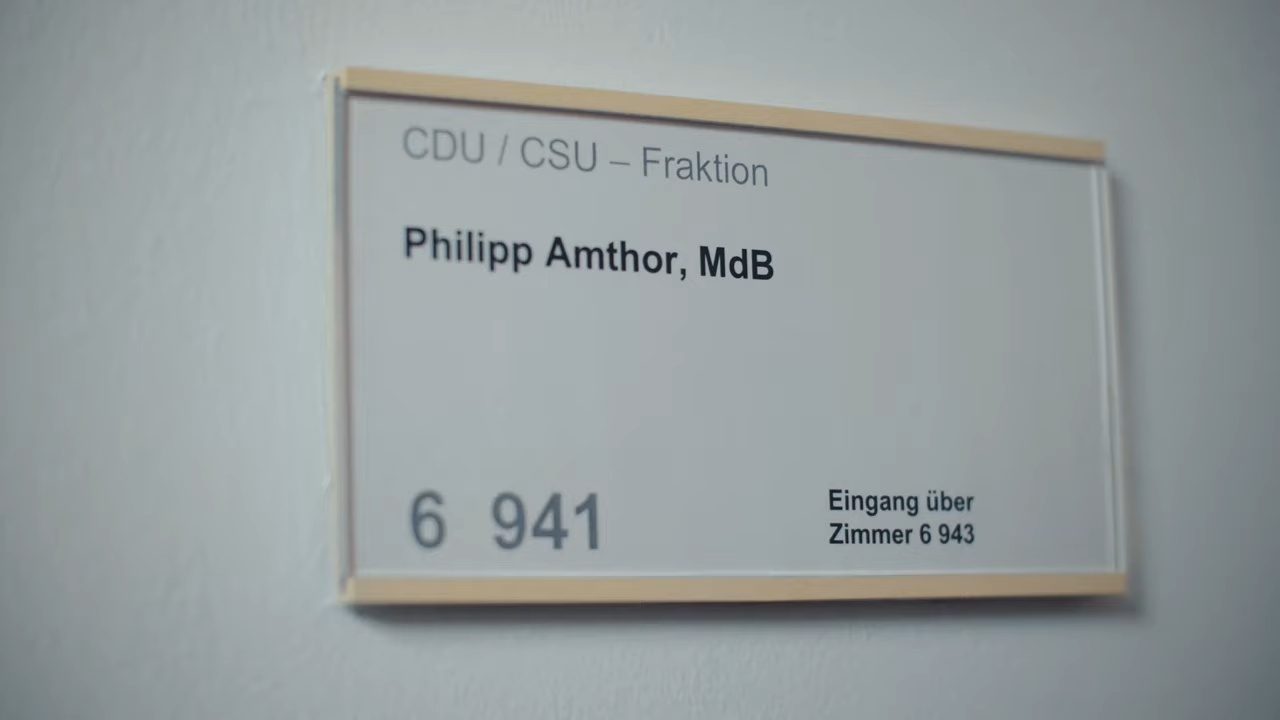 CDU / CSU – Fraktion
Philipp Amthor, MdB
6 941
Eingang über
Zimmer 6 943